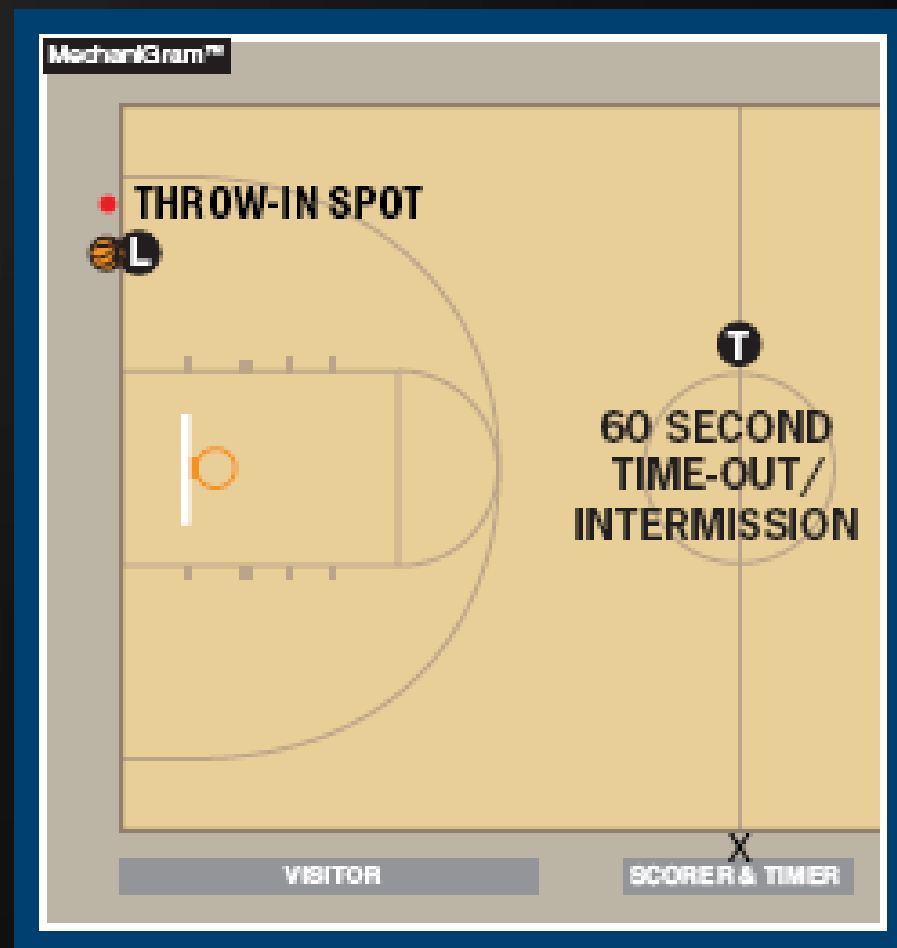 MechaniGram™
THROW-IN SPOT
L
T
60 SECOND
TIME-OUT/
INTERMISSION
X
VISITOR
SCORER & TIMER